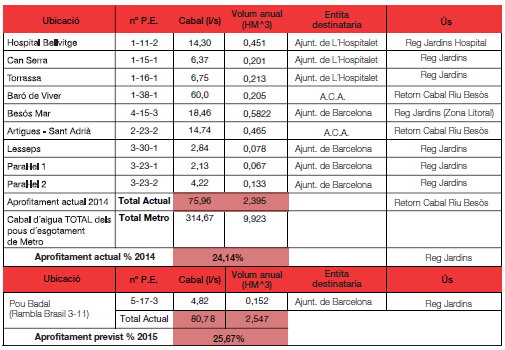 Ubicació nº P.E. Cabal (l/s) Volum anual (HM^3) Entita destinataria Ús
Hospital Bellvitge 1-11-2 14,30 0,451 Ajunt. de L´Hospitalet Reg Jardins Hospital
Can Serra 1-15-1 6,37 0,201 Ajunt. de L´Hospitalet Reg Jardins
Torrassa 1-16-1 6,75 0,213 Ajunt. de L´Hospitalet Reg Jardins
Baró de Viver 1-38-1 60,0 0,205 A.C.A. Retorn Cabal Riu Besòs
Besós Mar 4-15-3 18,46 0,5822 Ajunt. de Barcelona Reg Jardins (Zona Litoral)
Artigues - Sant Adrià 2-23-2 14,74 0,465 A.C.A. Retorn Cabal Riu Besòs
Lesseps 3-30-1 2,84 0,078 Ajunt. de Barcelona Reg Jardins
Paral·lel 1 3-23-1 2,13 0,067 Ajunt. de Barcelona Reg Jardins
Paral·lel 2 3-23-2 4,22 0,133 Ajunt. de Barcelona Reg Jardins
Aprofitament actual 2014 Total Actual 75,96 2,395 Retorn Cabal Riu Besòs
Cabal d´aigua TOTAL dels pous d´esgotament de Metro Total Metro 314,67 9,923
Aprofitament actual % 2014 24,14% Reg Jardins
Ubicació nº P.E. Cabal (l/s) Volum anual (HM^3) Entita destinataria Ús
Pou Badal (Rambla Brasil 3-11) 5-17-3 4,82 0,152 Ajunt. de Barcelona Reg Jardins
Total Actual 80,78 2,547
Aprofitament previst % 2015 25,67%